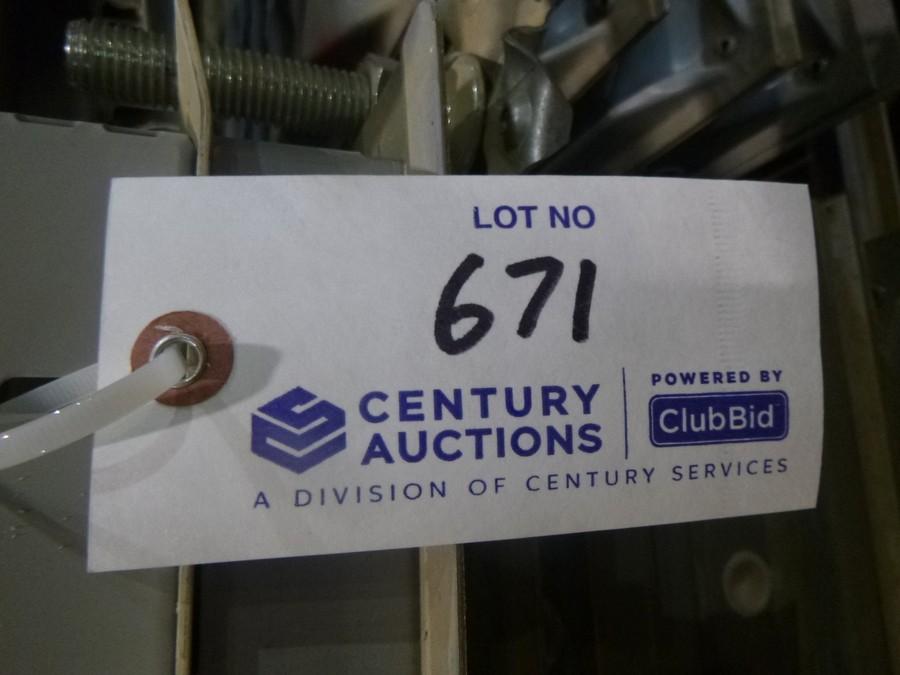 LOT NO
671
CENTURY
AUCTIONS
POWERED BY
ClubBid
A DIVISION OF CENTURY SERVICES